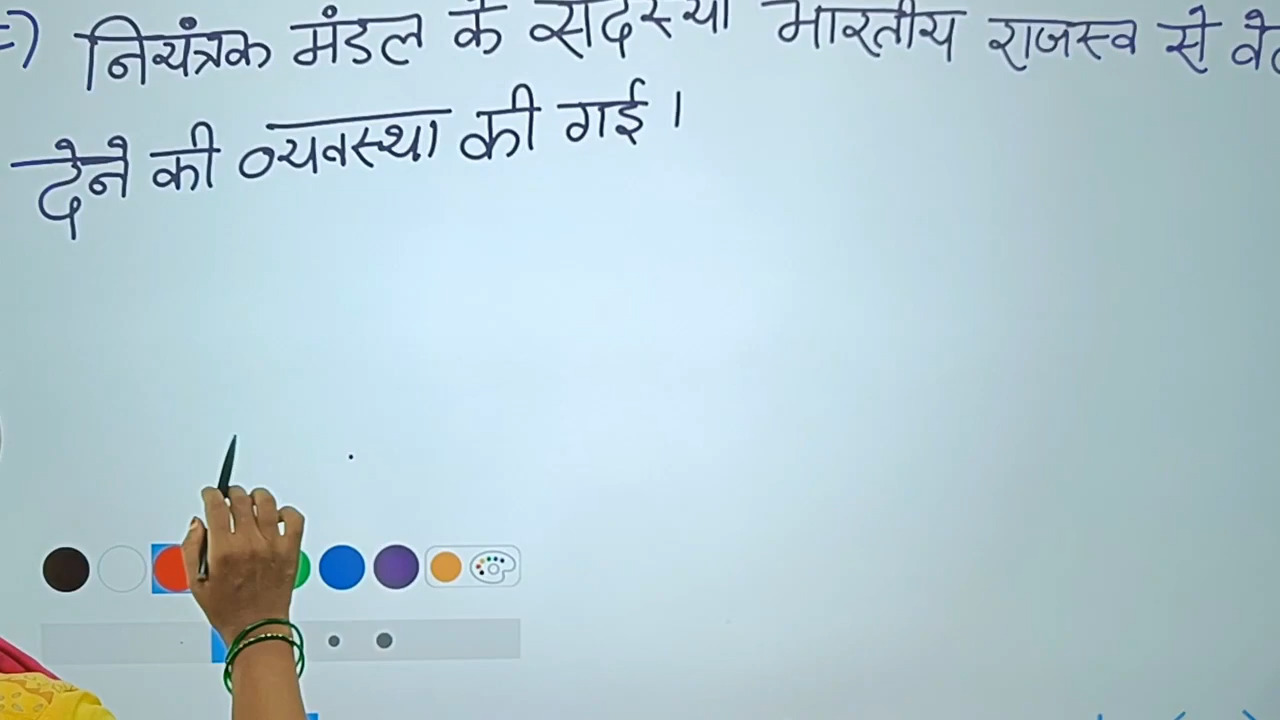 =) नियंत्रक मंडल के सदस्यों भारतीय राजस्व से
देने की व्यवस्था की गई।